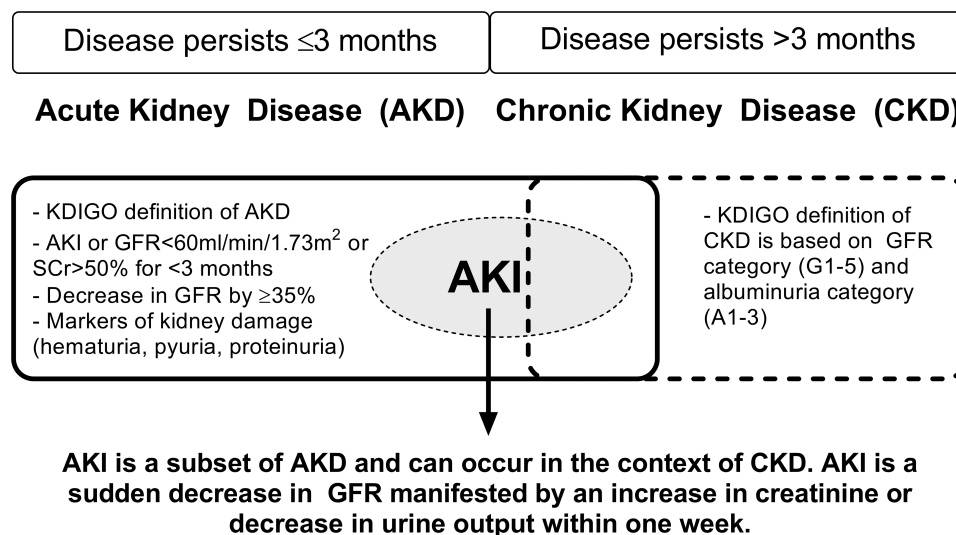 Disease persists ≤3 months
Disease persists >3 months
Acute Kidney Disease (AKD)
Chronic Kidney Disease (CKD)
- KDIGO definition of AKD
- AKI or GFR<60ml/min/1.73m² or
SCr>50% for <3 months
- Decrease in GFR by ≥35%
- Markers of kidney damage
(hematuria, pyuria, proteinuria)
AKI
- KDIGO definition of
CKD is based on GFR
category (G1-5) and
albuminuria category
(A1-3)
AKI is a subset of AKD and can occur in the context of CKD. AKI is a
sudden decrease in GFR manifested by an increase in creatinine or
decrease in urine output within one week.